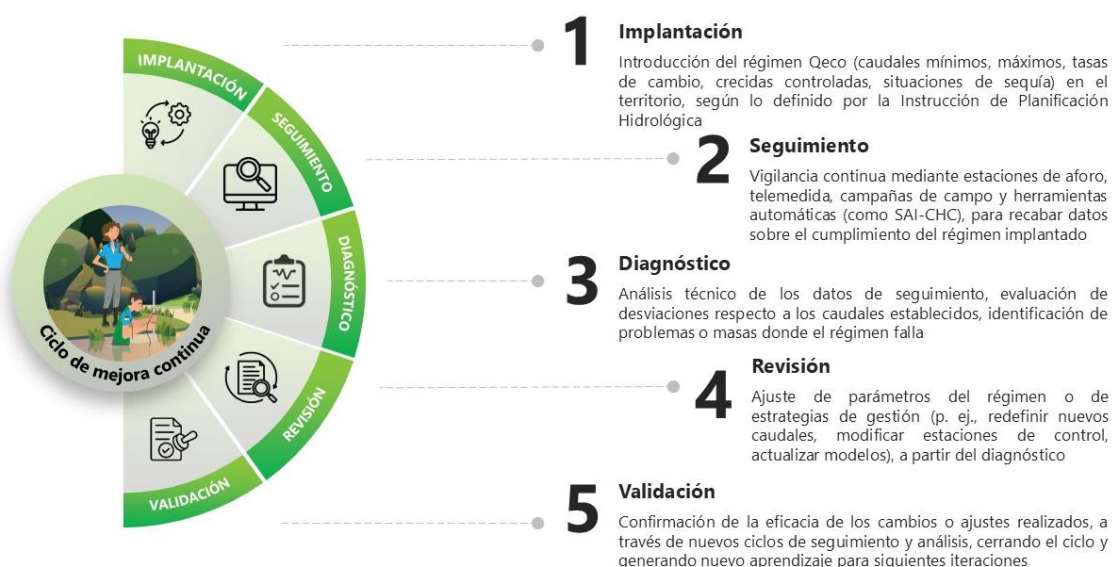 IMPLANTACIÓN
SEGUIMIENTO
DIAGNÓSTICO
REVISIÓN
VALIDACIÓN
Ciclo de mejora continua
1
Implantación
Introducción del régimen Qeco (caudales mínimos, máximos, tasas
de cambio, crecidas controladas, situaciones de sequía) en el
territorio, según lo definido por la Instrucción de Planificación
Hidrológica
2
Seguimiento
Vigilancia continua mediante estaciones de aforo,
telemedida, campañas de campo y herramientas
automáticas (como SAI-CHC), para recabar datos
sobre el cumplimiento del régimen implantado
3
Diagnóstico
Análisis técnico de los datos de seguimiento, evaluación de
desviaciones respecto a los caudales establecidos, identificación de
problemas o masas donde el régimen falla
4
Revisión
Ajuste de parámetros del régimen o de
estrategias de gestión (p. ej., redefinir nuevos
caudales, modificar estaciones de control,
actualizar modelos), a partir del diagnóstico
5
Validación
Confirmación de la eficacia de los cambios o ajustes realizados, a
través de nuevos ciclos de seguimiento y análisis, cerrando el ciclo y
generando nuevo aprendizaje para siguientes iteraciones